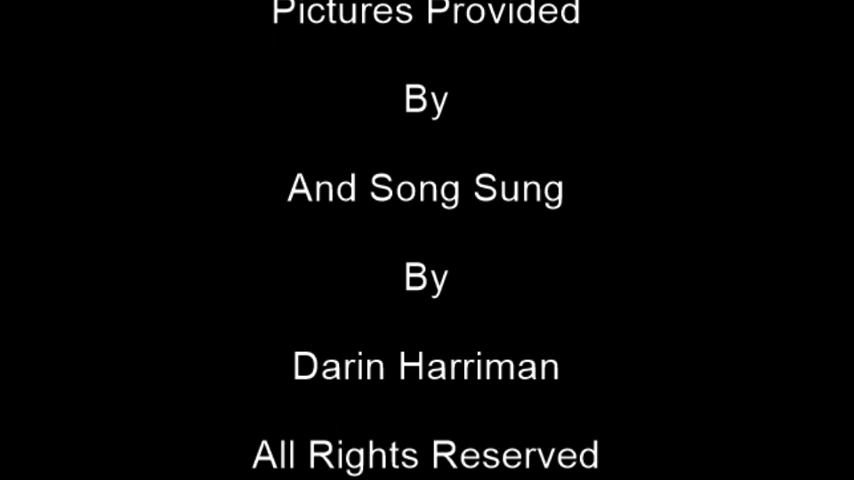 Pictures Provided
By
And Song Sung
By
Darin Harriman
All Rights Reserved